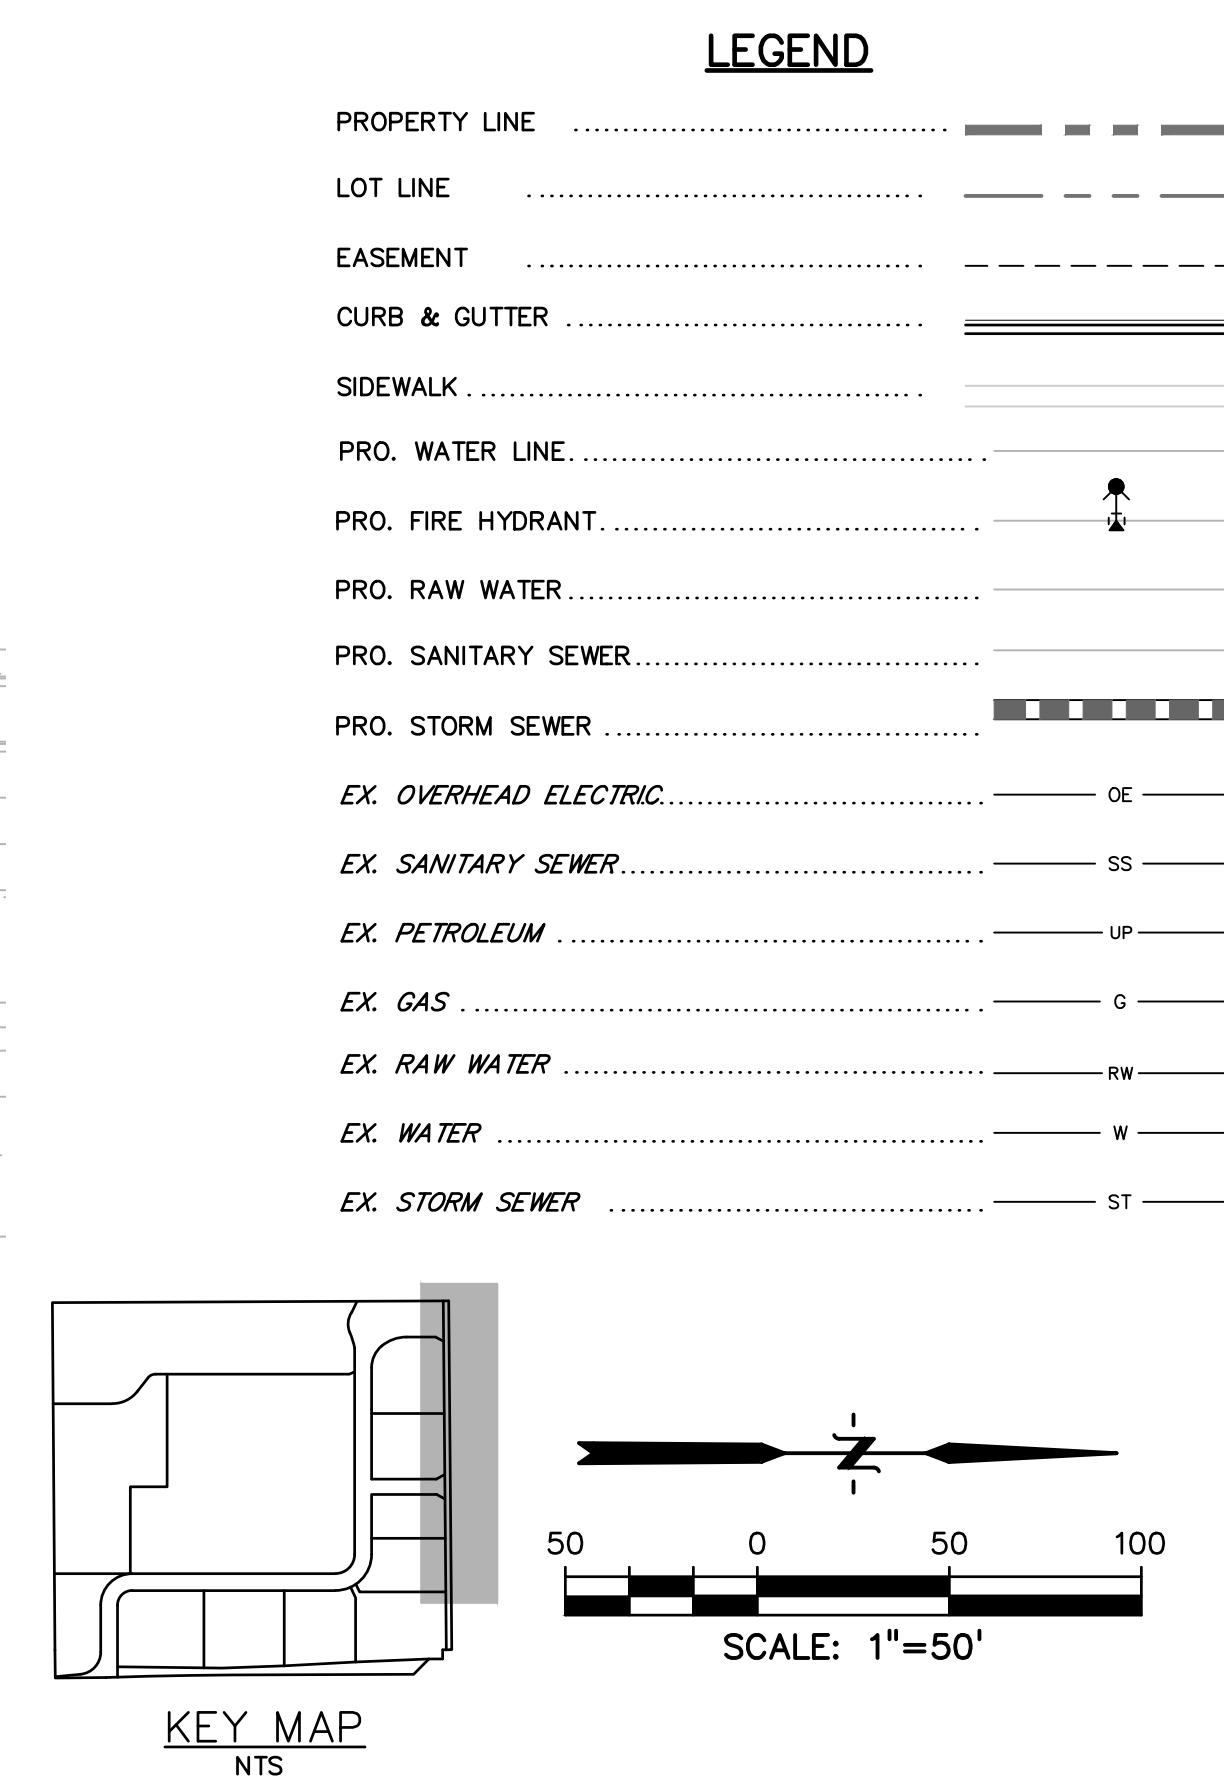 LEGEND
PROPERTY LINE
LOT LINE
EASEMENT
CURB & GUTTER
SIDEWALK
PRO. WATER LINE
PRO. FIRE HYDRANT
PRO. RAW WATER
PRO. SANITARY SEWER
PRO. STORM SEWER
EX. OVERHEAD ELECTRIC OE
EX. SANITARY SEWER SS
EX. PETROLEUM UP
EX. GAS G
EX. RAW WATER RW
EX. WATER W
EX. STORM SEWER ST
N
50 0 50 100
SCALE: 1"=50'
KEY MAP
NTS